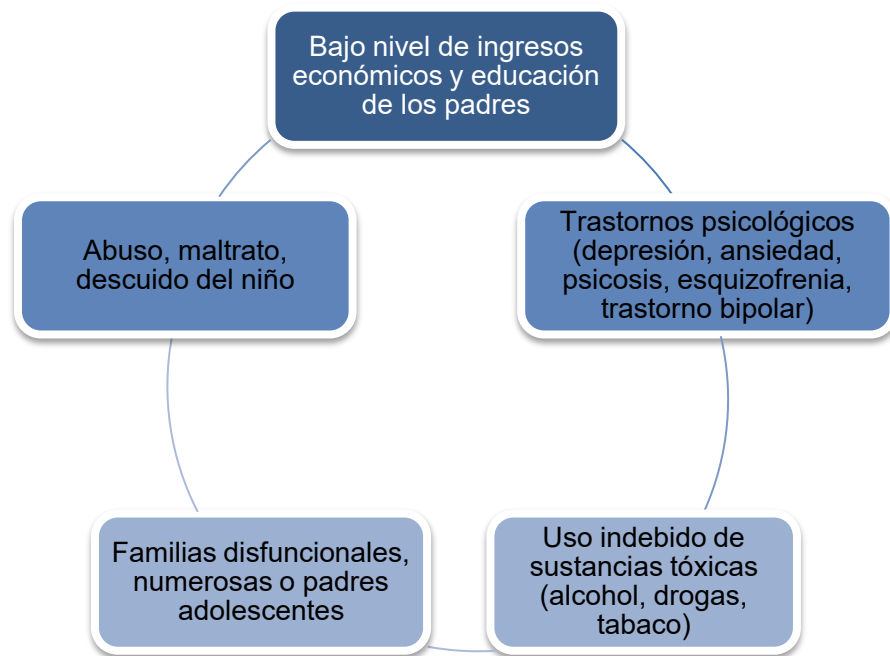 Bajo nivel de ingresos
económicos y educación
de los padres
Abuso, maltrato,
descuido del niño
Trastornos psicológicos
(depresión, ansiedad,
psicosis, esquizofrenia,
trastorno bipolar)
Familias disfuncionales,
numerosas o padres
adolescentes
Uso indebido de
sustancias tóxicas
(alcohol, drogas,
tabaco)